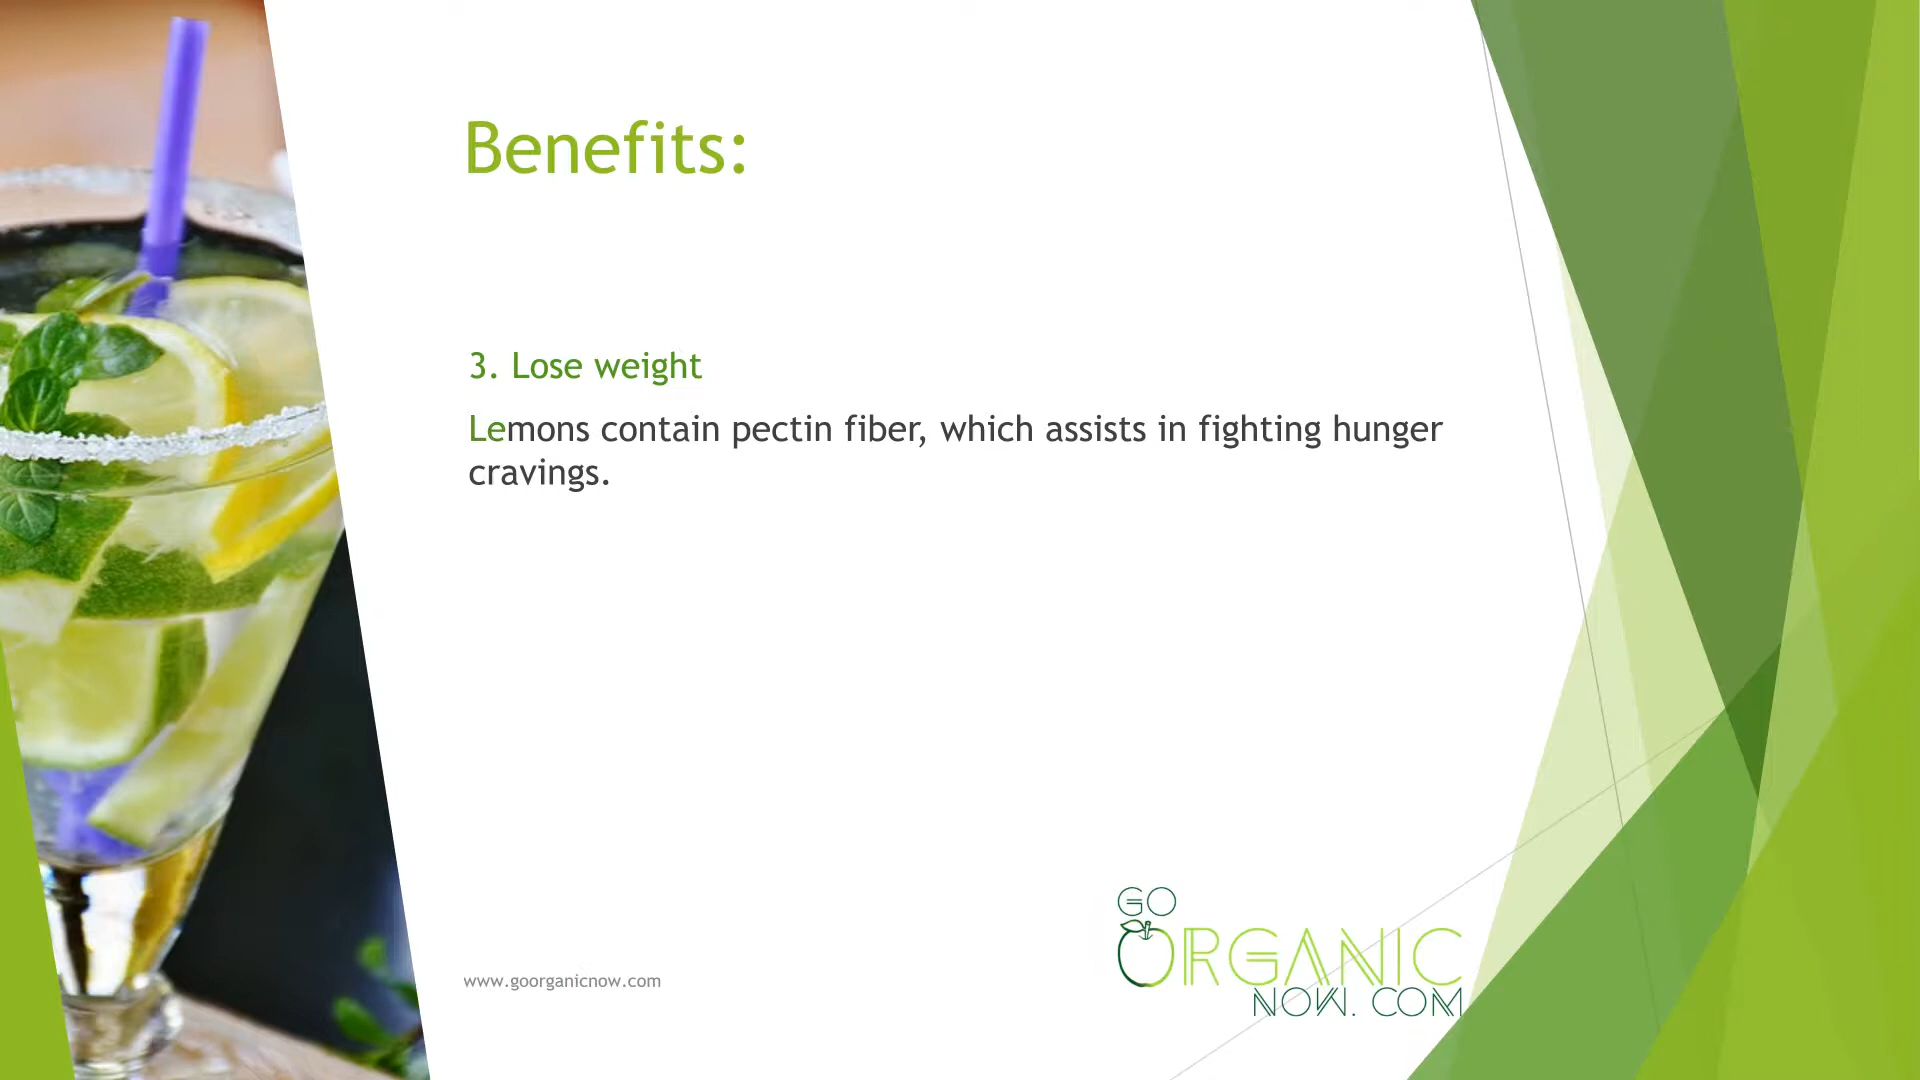 Benefits:
3. Lose weight
Lemons contain pectin fiber, which assists in fighting hunger
cravings.
www.goorganicnow.com
GO
ORGANIC
NOW. COM